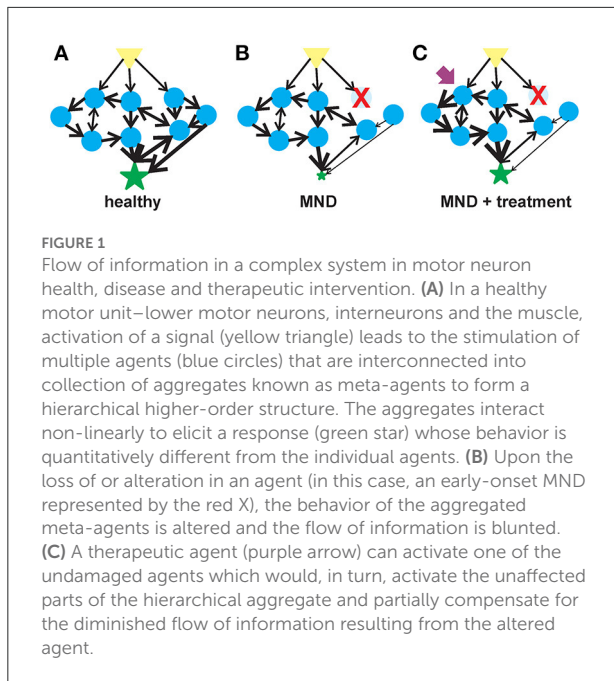 A B C
X X
healthy MND MND + treatment
FIGURE 1
Flow of information in a complex system in motor neuron
health, disease and therapeutic intervention. (A) In a healthy
motor unit–lower motor neurons, interneurons and the muscle,
activation of a signal (yellow triangle) leads to the stimulation of
multiple agents (blue circles) that are interconnected into
collection of aggregates known as meta-agents to form a
hierarchical higher-order structure. The aggregates interact
non-linearly to elicit a response (green star) whose behavior is
quantitatively different from the individual agents. (B) Upon the
loss of or alteration in an agent (in this case, an early-onset MND
represented by the red X), the behavior of the aggregated
meta-agents is altered and the flow of information is blunted.
(C) A therapeutic agent (purple arrow) can activate one of the
undamaged agents which would, in turn, activate the unaffected
parts of the hierarchical aggregate and partially compensate for
the diminished flow of information resulting from the altered
agent.